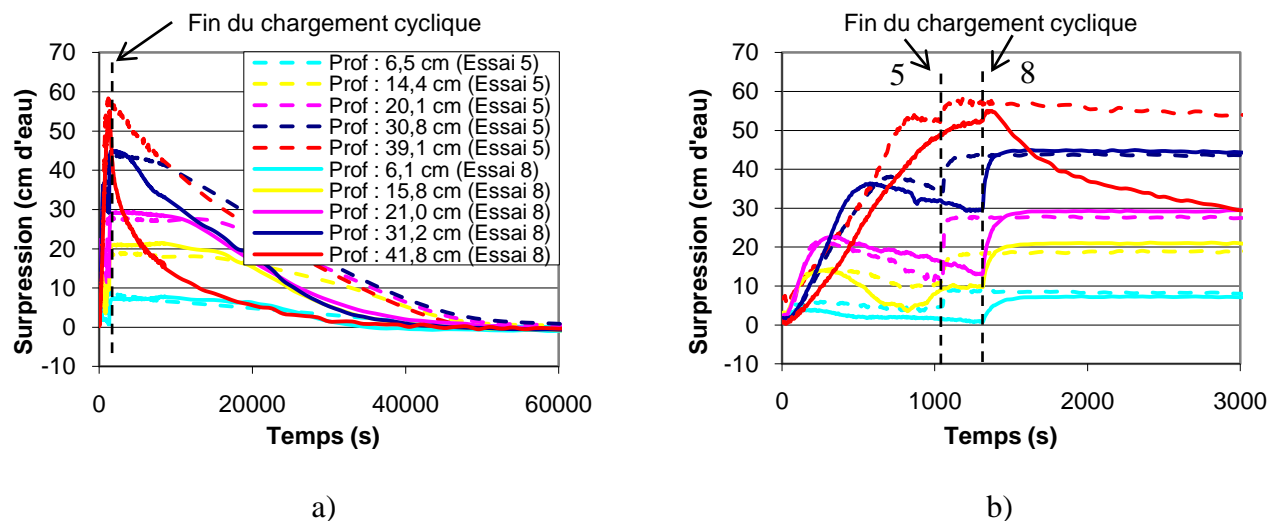 Fin du chargement cyclique
70
60
50
40
30
20
10
0
-10
Surpression (cm d'eau)
Prof : 6,5 cm (Essai 5)
Prof : 14,4 cm (Essai 5)
Prof : 20,1 cm (Essai 5)
Prof : 30,8 cm (Essai 5)
Prof : 39,1 cm (Essai 5)
Prof : 6,1 cm (Essai 8)
Prof : 15,8 cm (Essai 8)
Prof : 21,0 cm (Essai 8)
Prof : 31,2 cm (Essai 8)
Prof : 41,8 cm (Essai 8)
0 20000 40000 60000
Temps (s)
a)
Fin du chargement cyclique
5 8
70
60
50
40
30
20
10
0
-10
Surpression (cm d'eau)
0 1000 2000 3000
Temps (s)
b)